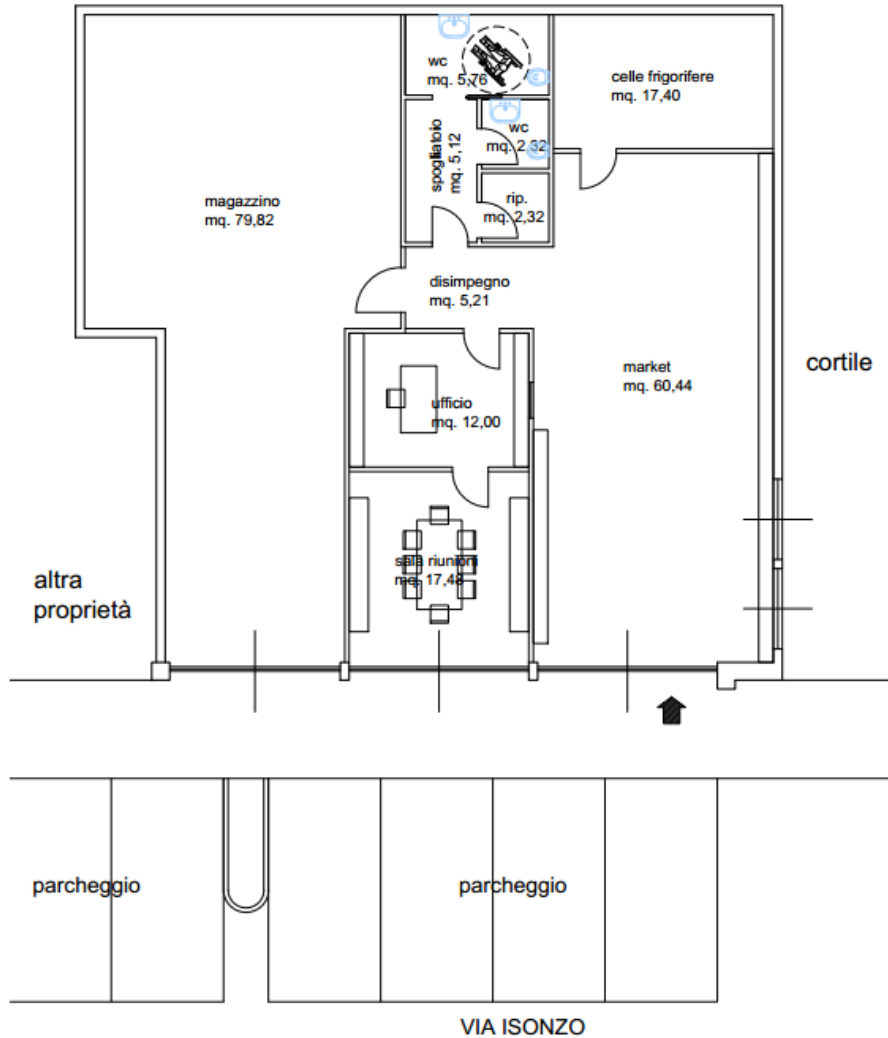 wc
mq. 5,76
celle frigorifere
mq. 17,40
spogliatoio
mq. 5,12
wc
mq. 2,32
magazzino
mq. 79,82
rip.
mq. 2,32
disimpegno
mq. 5,21
market
mq. 60,44
cortile
ufficio
mq. 12,00
sala riunioni
mq. 17,48
altra
proprietà
parcheggio
parcheggio
VIA ISONZO